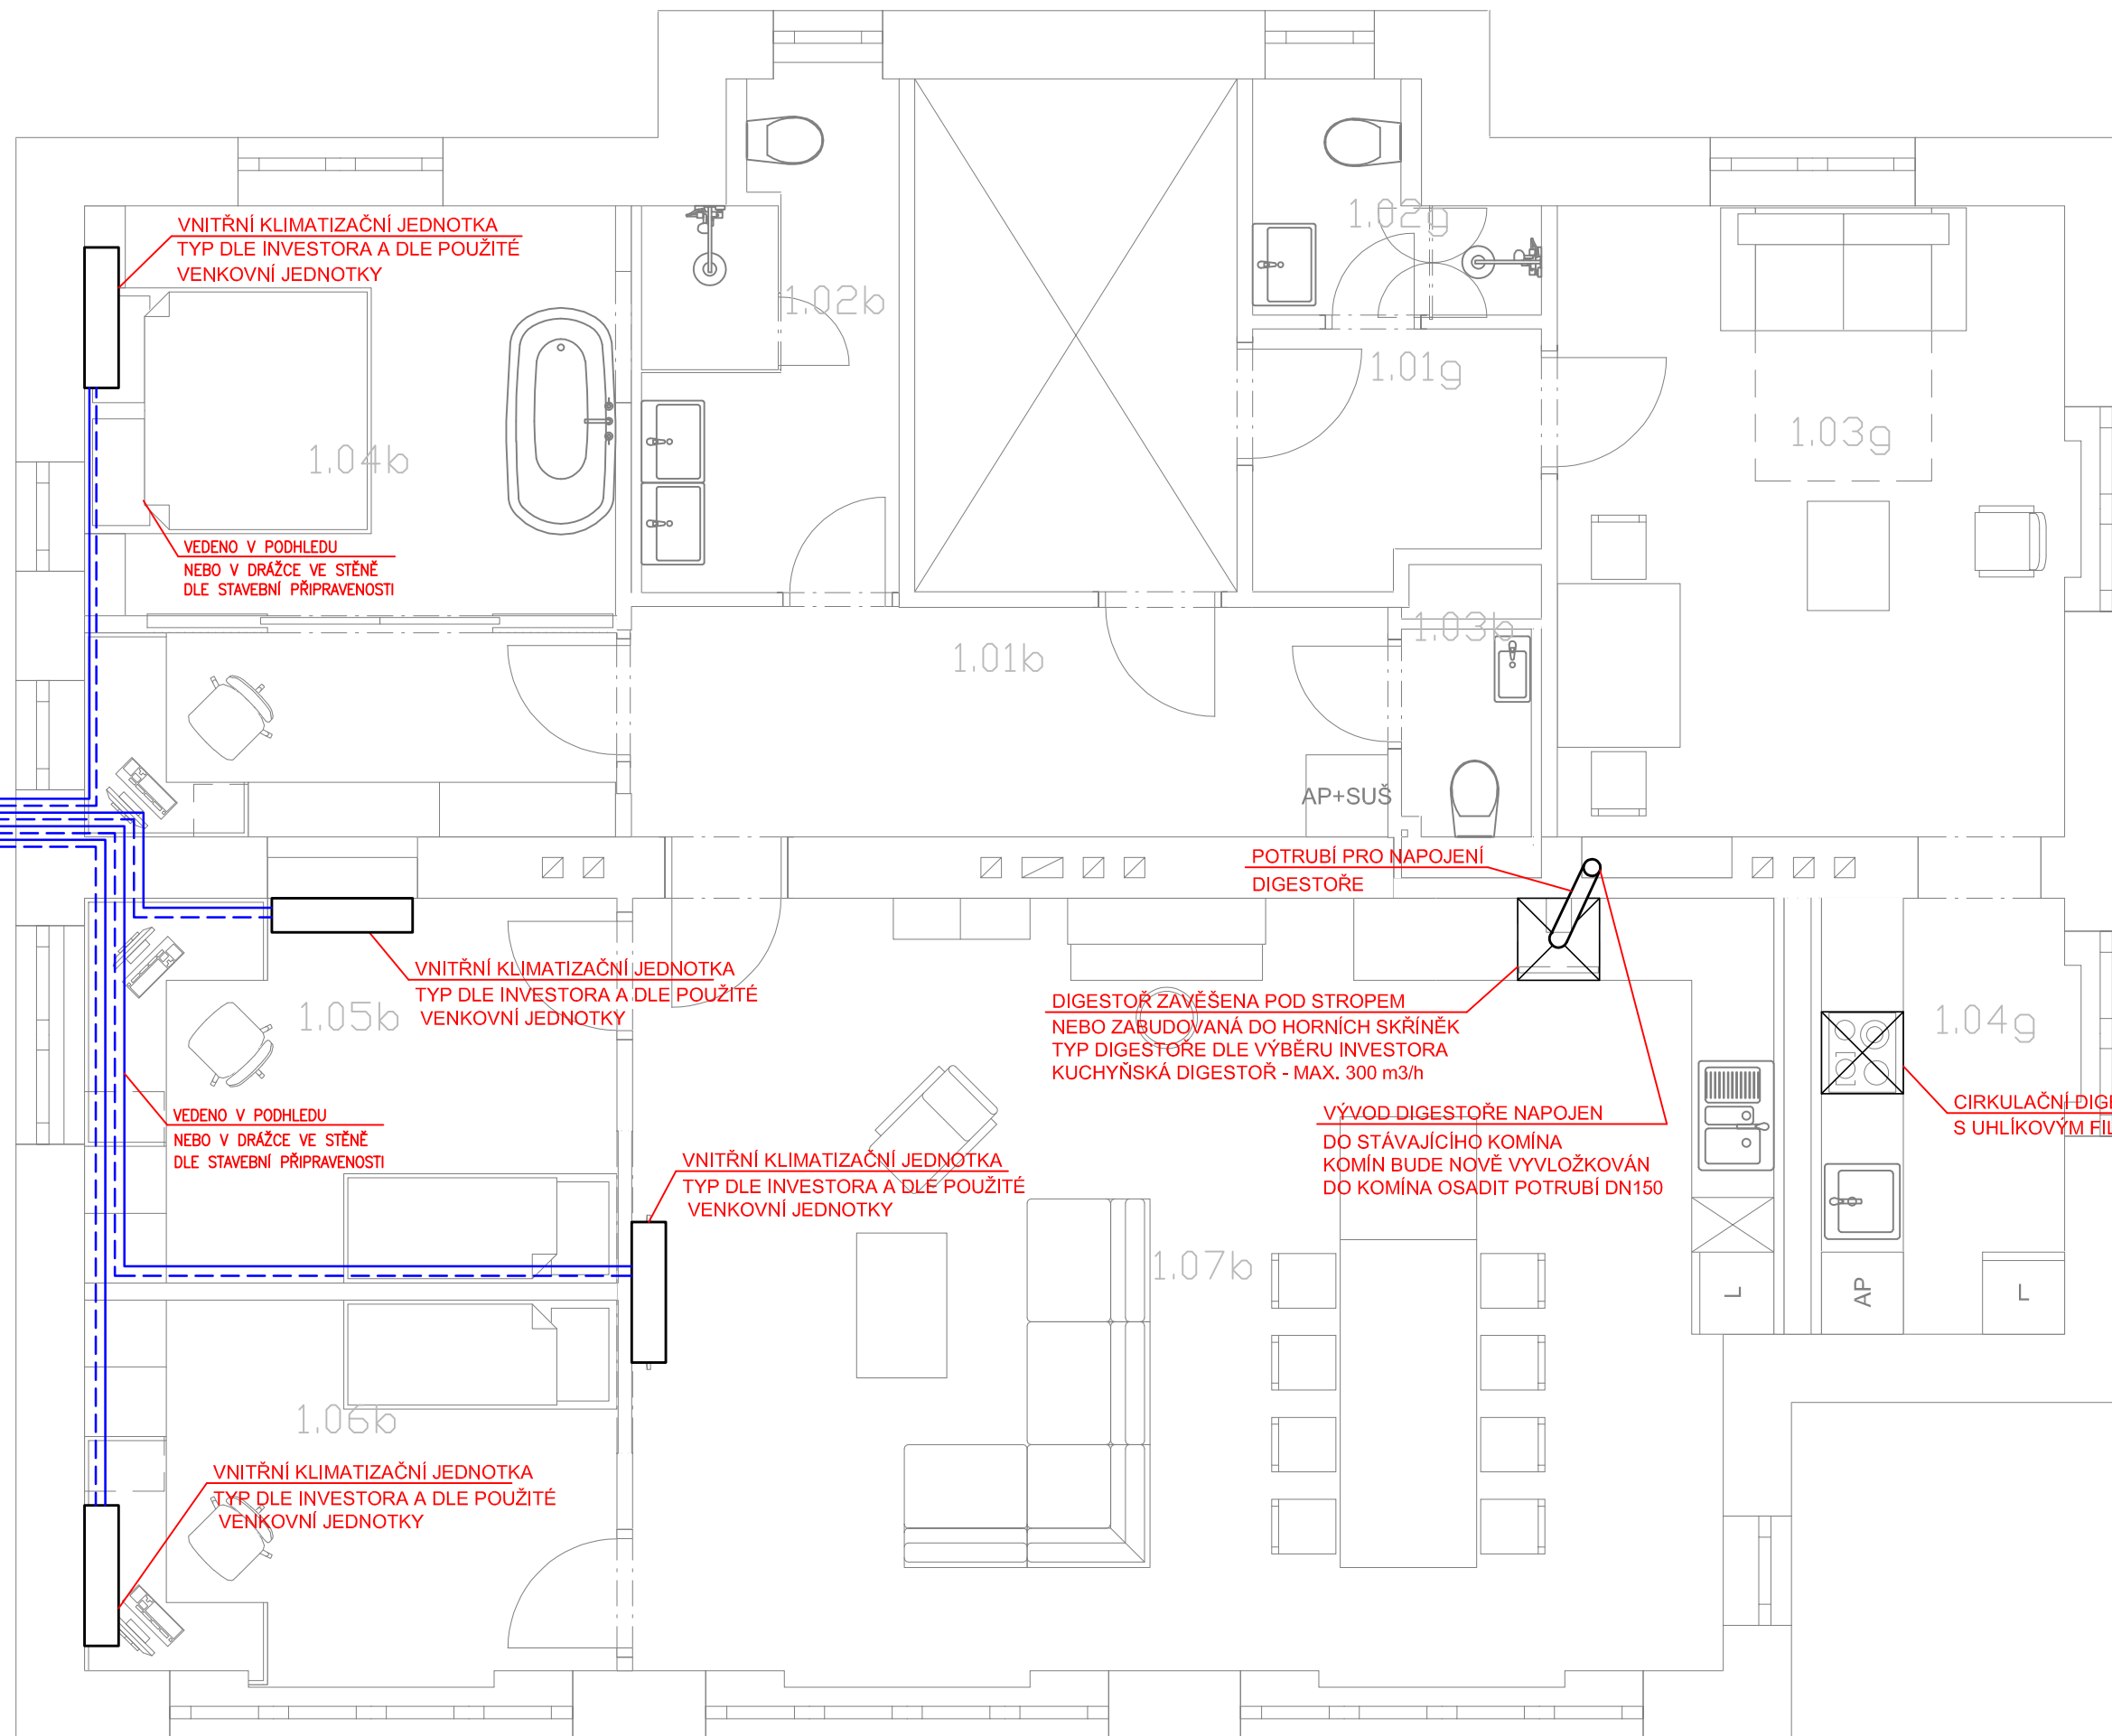 VNITŘNÍ KLIMATIZAČNÍ JEDNOTKA
TYP DLE INVESTORA A DLE POUŽITÉ
VENKOVNÍ JEDNOTKY
1.02b
1.02g
1.01g
1.03g
1.04b
VEDENO V PODHLEDU
NEBO V DRÁŽCE VE STĚNĚ
DLE STAVEBNÍ PŘIPRAVENOSTI
1.01b
1.03b
AP+SUŠ
POTRUBÍ PRO NAPOJENÍ
DIGESTOŘE
VNITŘNÍ KLIMATIZAČNÍ JEDNOTKA
TYP DLE INVESTORA A DLE POUŽITÉ
VENKOVNÍ JEDNOTKY
1.05b
DIGESTOŘ ZAVĚŠENA POD STROPEM
NEBO ZABUDOVANÁ DO HORNÍCH SKŘÍNĚK
TYP DIGESTOŘE DLE VÝBĚRU INVESTORA
KUCHYŇSKÁ DIGESTOŘ - MAX. 300 m3/h
1.04g
CIRKULAČNÍ
S UHLÍKOVÝM
VÝVOD DIGESTOŘE NAPOJEN
DO STÁVAJÍCÍHO KOMÍNA
KOMÍN BUDE NOVĚ VYVLOŽKOVÁN
DO KOMÍNA OSADIT POTRUBÍ DN150
VEDENO V PODHLEDU
NEBO V DRÁŽCE VE STĚNĚ
DLE STAVEBNÍ PŘIPRAVENOSTI
VNITŘNÍ KLIMATIZAČNÍ JEDNOTKA
TYP DLE INVESTORA A DLE POUŽITÉ
VENKOVNÍ JEDNOTKY
1.07b
L
AP
L
1.06b
VNITŘNÍ KLIMATIZAČNÍ JEDNOTKA
TYP DLE INVESTORA A DLE POUŽITÉ
VENKOVNÍ JEDNOTKY